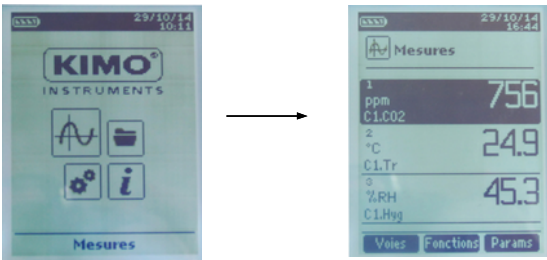 29/10/14
10:11
KIMO®
INSTRUMENTS
i
Mesures
29/10/14
16:44
Mesures
1
ppm
C1.CO2
756
2
°C
C1.Tr
24.9
3
%RH
C1.Hyg
45.3
Voies Fonctions Params